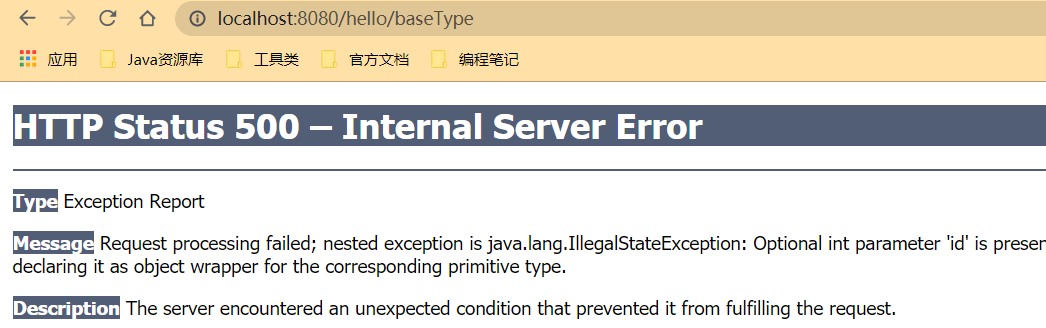 localhost:8080/hello/baseType
应用 Java资源库 工具类 官方文档 编程笔记
HTTP Status 500 – Internal Server Error
Type Exception Report
Message Request processing failed; nested exception is java.lang.IllegalStateException: Optional int parameter 'id' is
declaring it as object wrapper for the corresponding primitive type.
Description The server encountered an unexpected condition that prevented it from fulfilling the request.